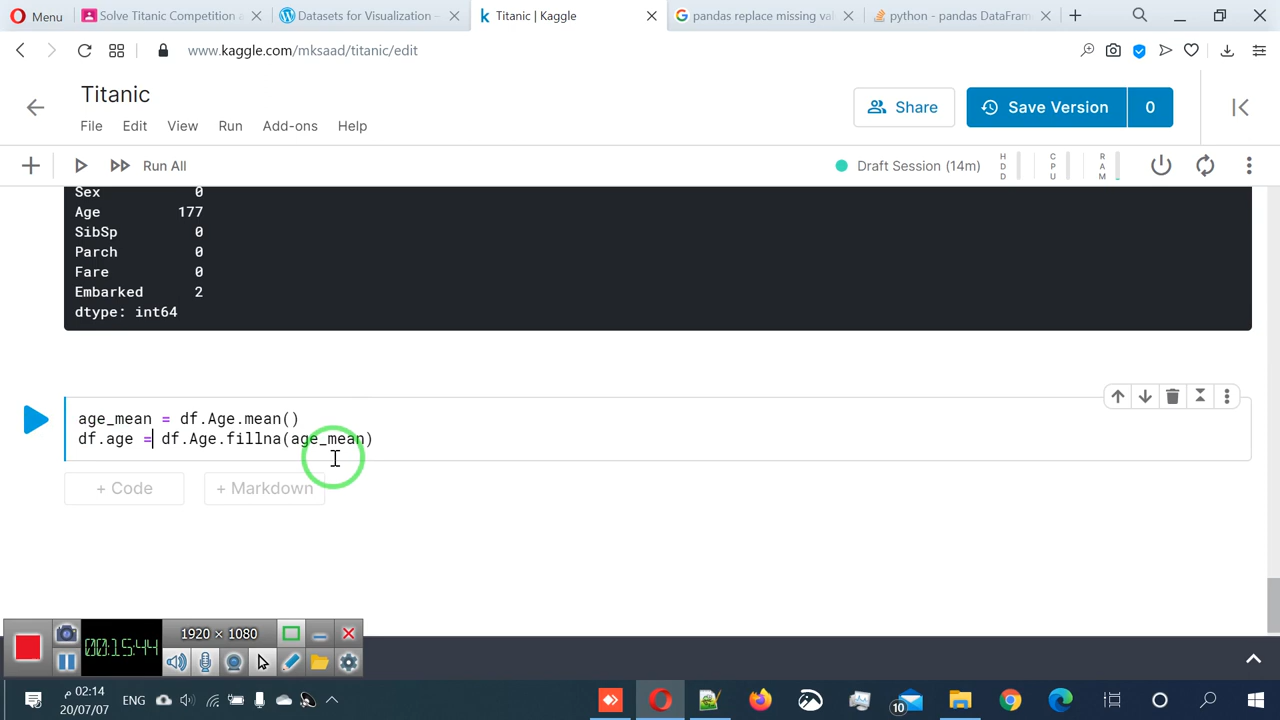 Menu
Solve Titanic Competition a
Datasets for Visualization –
Titanic | Kaggle
pandas replace missing val
python - pandas DataFram
www.kaggle.com/mksaad/titanic/edit
Titanic
File Edit View Run Add-ons Help
Share
Save Version 0
Run All
Draft Session (14m)
HDD
CPU
RAM
Sex 0
Age 177
SibSp 0
Parch 0
Fare 0
Embarked 2
dtype: int64
age_mean = df.Age.mean()
df.age = df.Age.fillna(age_mean)
+ Code + Markdown
00:15:44
1920 × 1080
02:14 م
ENG
20/07/07
10